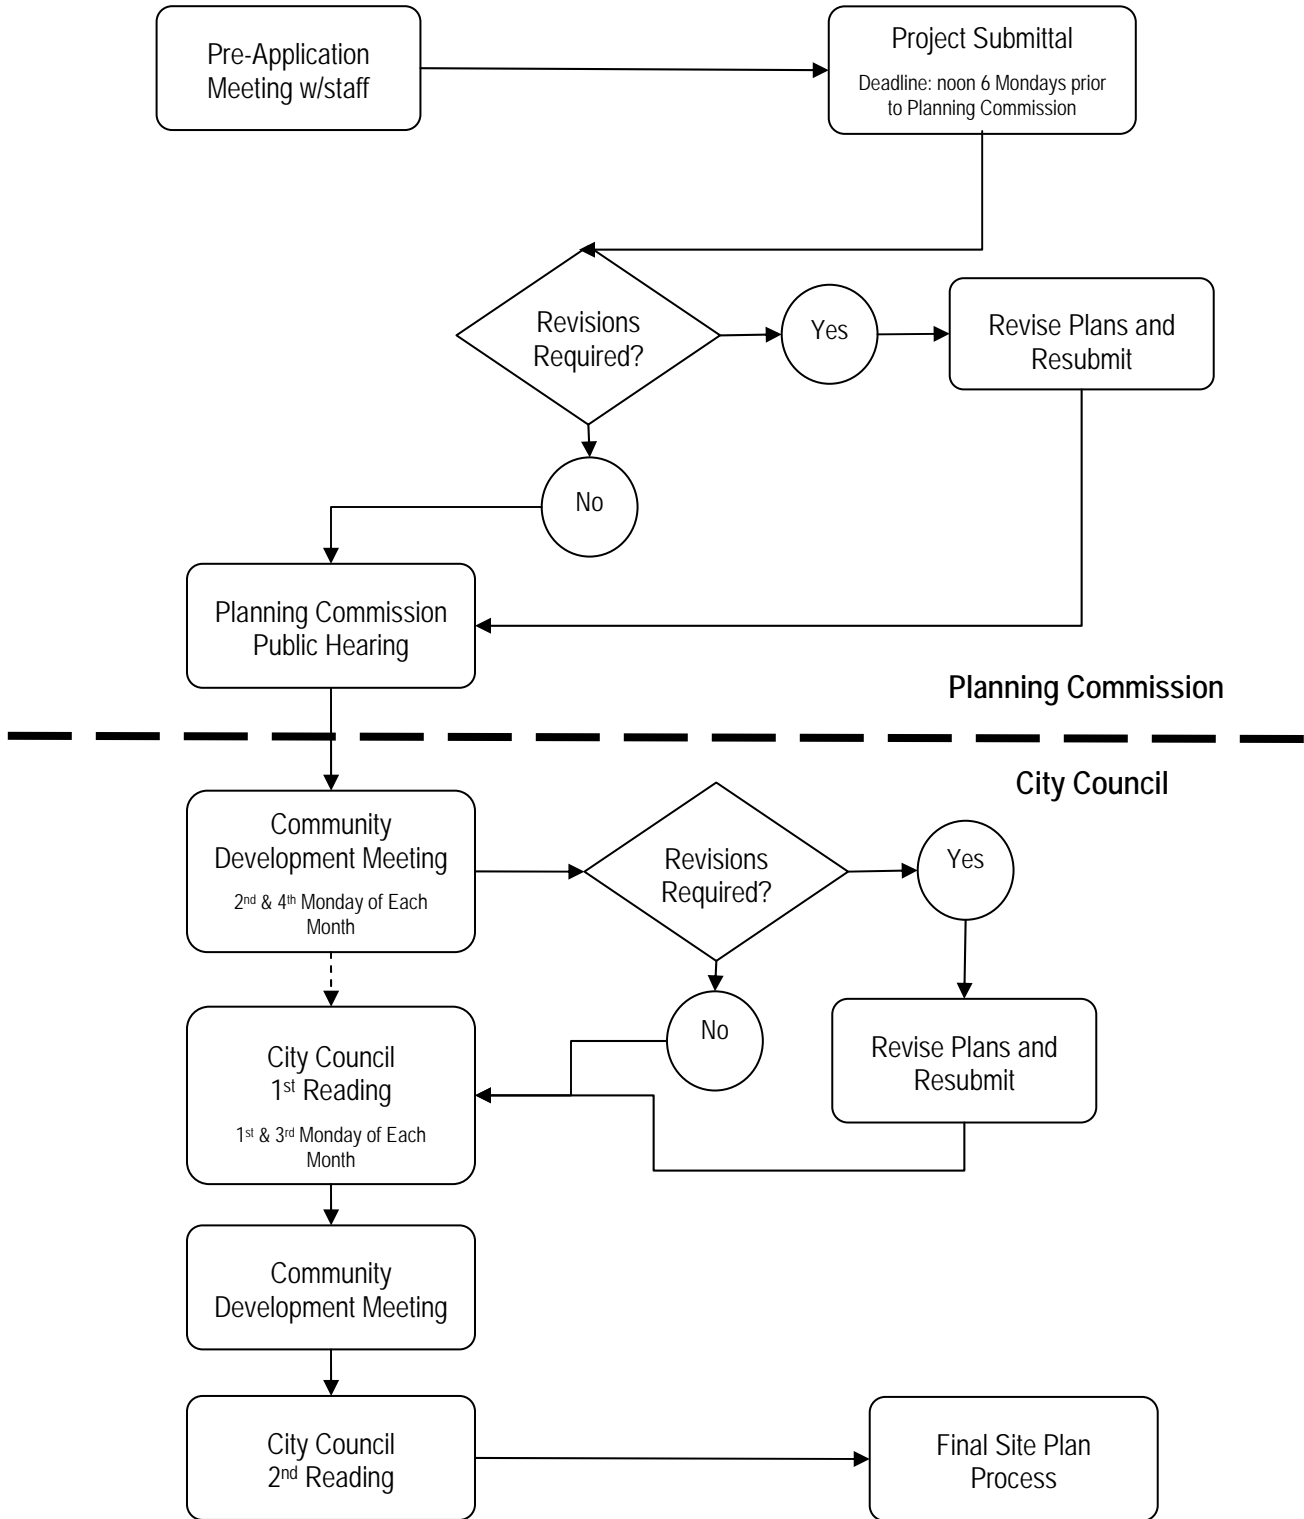 Pre-Application
Meeting w/staff
Project Submittal
Deadline: noon 6 Mondays prior
to Planning Commission
Revisions
Required?
Yes
Revise Plans and
Resubmit
No
Planning Commission
Public Hearing
Planning Commission
City Council
Community
Development Meeting
2nd & 4th Monday of Each
Month
Revisions
Required?
Yes
No
Revise Plans and
Resubmit
City Council
1st Reading
1st & 3rd Monday of Each
Month
Community
Development Meeting
City Council
2nd Reading
Final Site Plan
Process